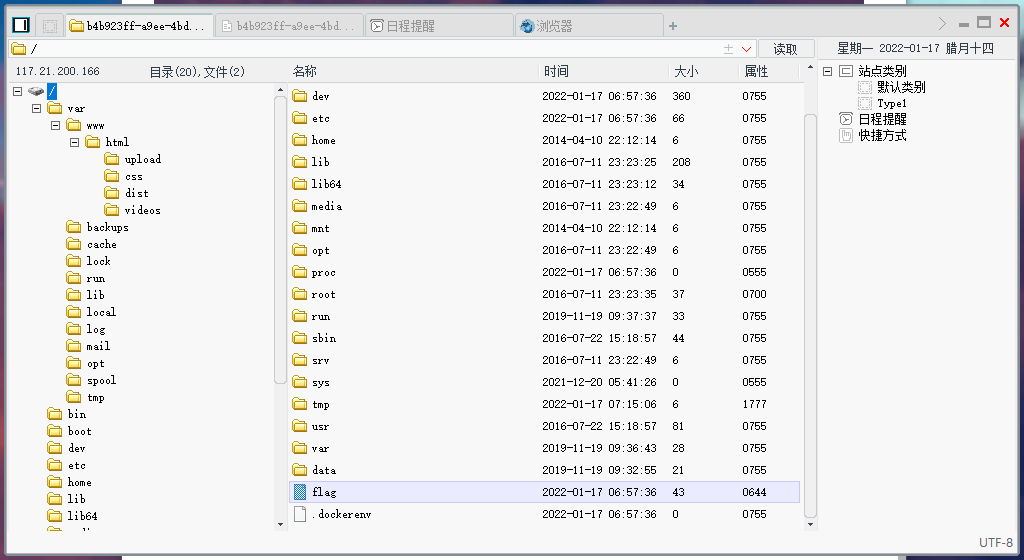 b4b923ff-a9ee-4bd... b4b923ff-a9ee-4bd... 日程提醒 浏览器 +
/ 读取 星期一 2022-01-17 腊月十四
117.21.200.166 目录(20),文件(2) 名称 时间 大小 属性
/
var
www
html
upload
css
dist
videos
backups
cache
lock
run
lib
local
log
mail
opt
spool
tmp
bin
boot
dev
etc
home
lib
lib64
dev 2022-01-17 06:57:36 360 0755
etc 2022-01-17 06:57:36 66 0755
home 2014-04-10 22:12:14 6 0755
lib 2016-07-11 23:23:25 208 0755
lib64 2016-07-11 23:23:12 34 0755
media 2016-07-11 23:22:49 6 0755
mnt 2014-04-10 22:12:14 6 0755
opt 2016-07-11 23:22:49 6 0755
proc 2022-01-17 06:57:36 0 0555
root 2016-07-11 23:23:35 37 0700
run 2019-11-19 09:37:37 33 0755
sbin 2016-07-22 15:18:57 44 0755
srv 2016-07-11 23:22:49 6 0755
sys 2021-12-20 05:41:26 0 0555
tmp 2022-01-17 07:15:06 6 1777
usr 2016-07-22 15:18:57 81 0755
var 2019-11-19 09:36:43 28 0755
data 2019-11-19 09:32:55 21 0755
flag 2022-01-17 06:57:36 43 0644
.dockerenv 2022-01-17 06:57:36 0 0755
站点类别
默认类别
Type1
日程提醒
快捷方式
UTF-8